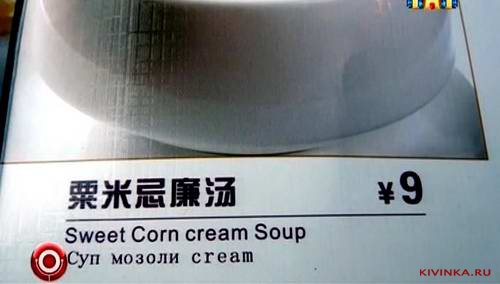 粟米忌廉汤 ¥9
Sweet Corn cream Soup
Суп мозоли cream
KIVINKA.RU